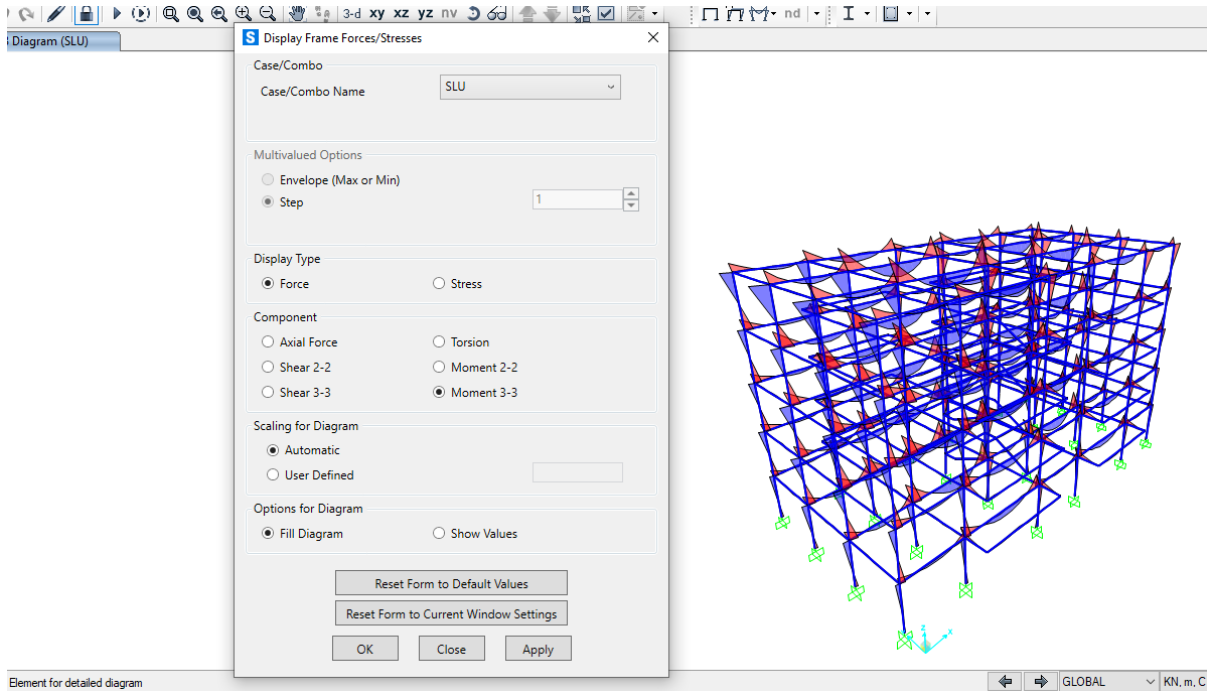 3-d xy xz yz nv nd
Diagram (SLU)
S Display Frame Forces/Stresses
Case/Combo
Case/Combo Name SLU
Multivalued Options
Envelope (Max or Min)
Step 1
Display Type
Force Stress
Component
Axial Force Torsion
Shear 2-2 Moment 2-2
Shear 3-3 Moment 3-3
Scaling for Diagram
Automatic
User Defined
Options for Diagram
Fill Diagram Show Values
Reset Form to Default Values
Reset Form to Current Window Settings
OK Close Apply
Z X
Element for detailed diagram GLOBAL KN, m, C